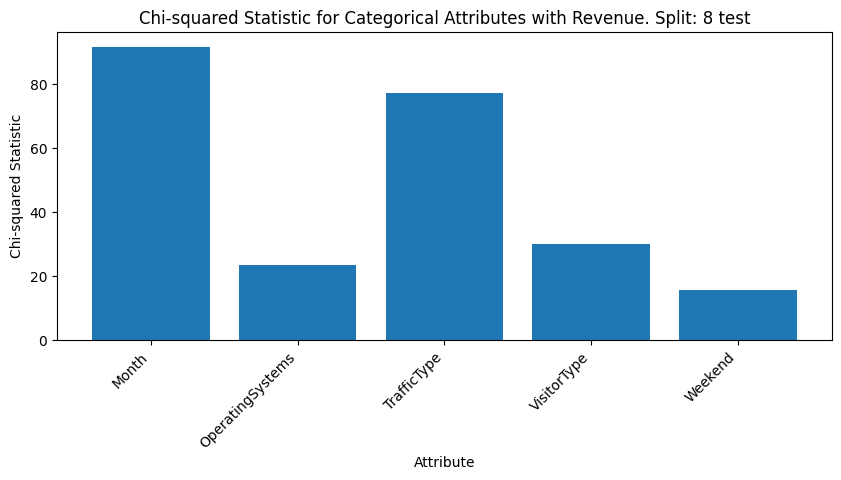 Chi-squared Statistic for Categorical Attributes with Revenue. Split: 8 test
Chi-squared Statistic
80
60
40
20
0
Month
OperatingSystems
TrafficType
VisitorType
Weekend
Attribute